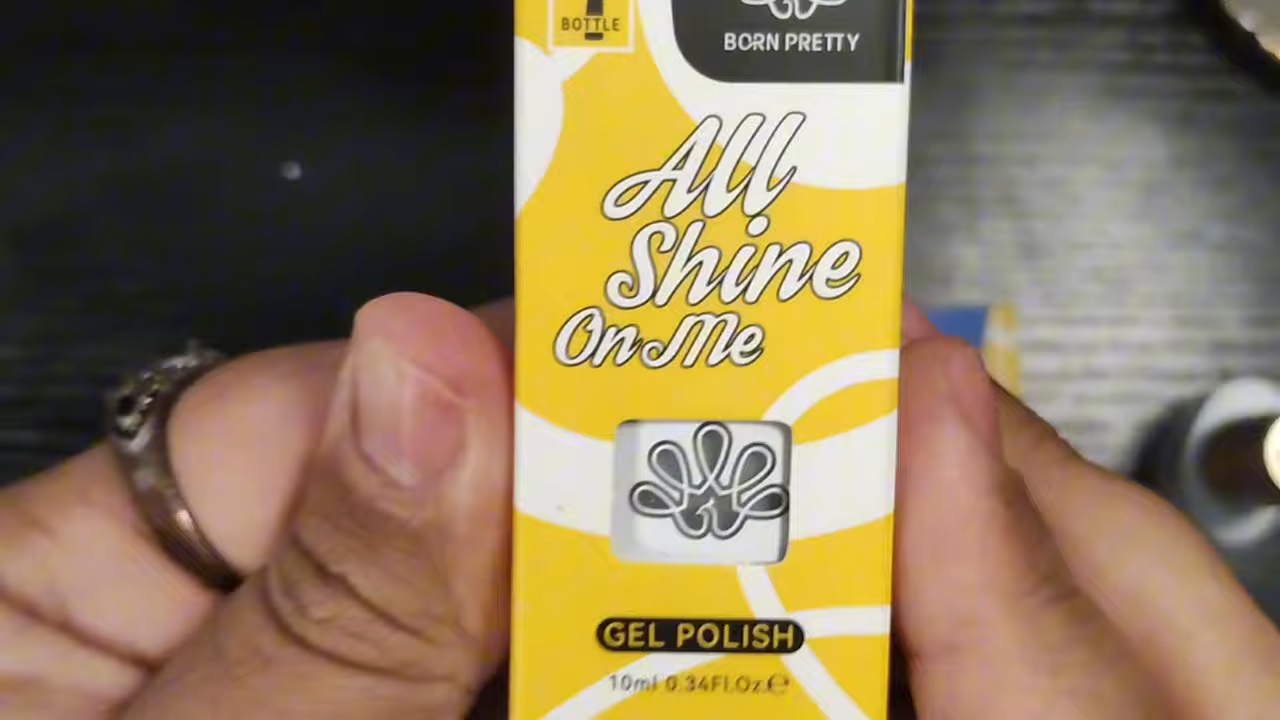 BOTTLE
BORN PRETTY
All
Shine
On Me
GEL POLISH
10ml 0.34Fl.Oz.℮